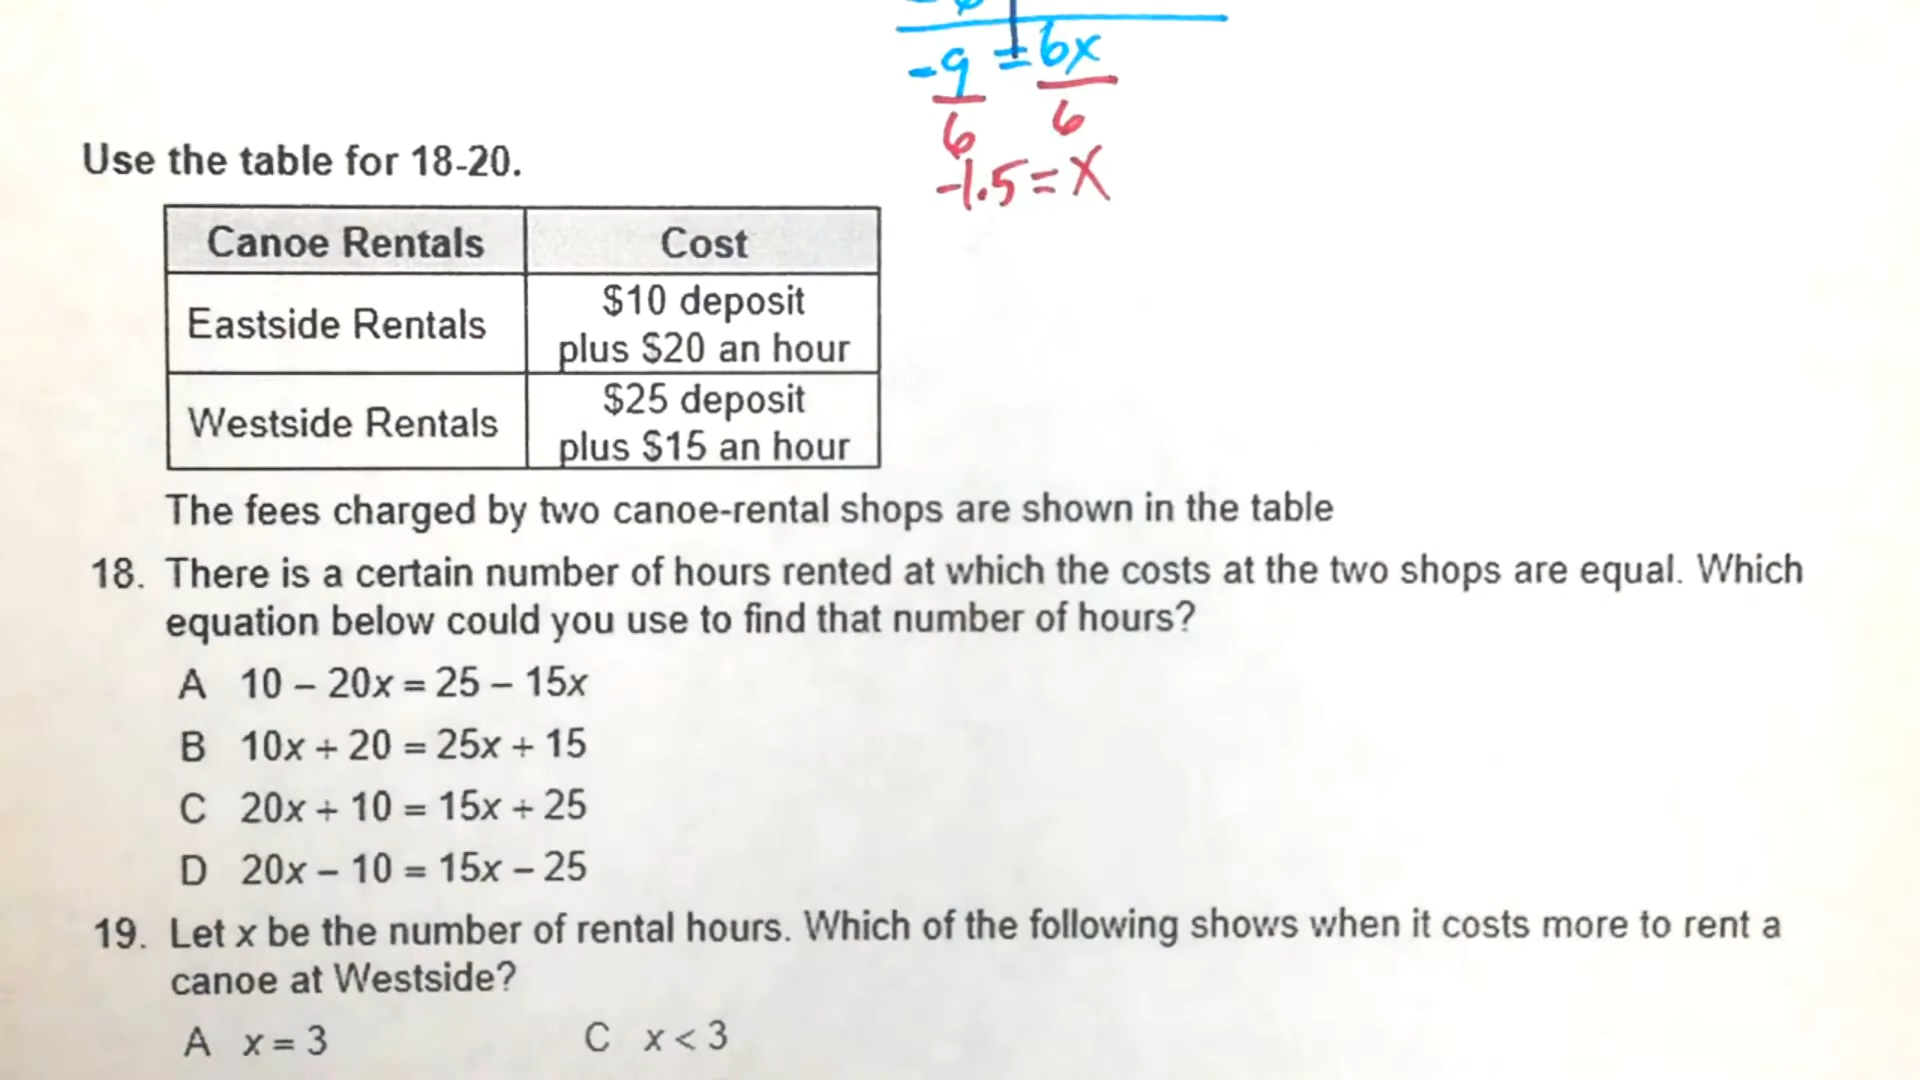 -9 = 6x
6 6
-1.5 = x
Use the table for 18-20.
Canoe Rentals Cost
Eastside Rentals $10 deposit
plus $20 an hour
Westside Rentals $25 deposit
plus $15 an hour
The fees charged by two canoe-rental shops are shown in the table
18. There is a certain number of hours rented at which the costs at the two shops are equal. Which
equation below could you use to find that number of hours?
A 10 – 20x = 25 – 15x
B 10x + 20 = 25x + 15
C 20x + 10 = 15x + 25
D 20x – 10 = 15x – 25
19. Let x be the number of rental hours. Which of the following shows when it costs more to rent a
canoe at Westside?
A x = 3 C x < 3